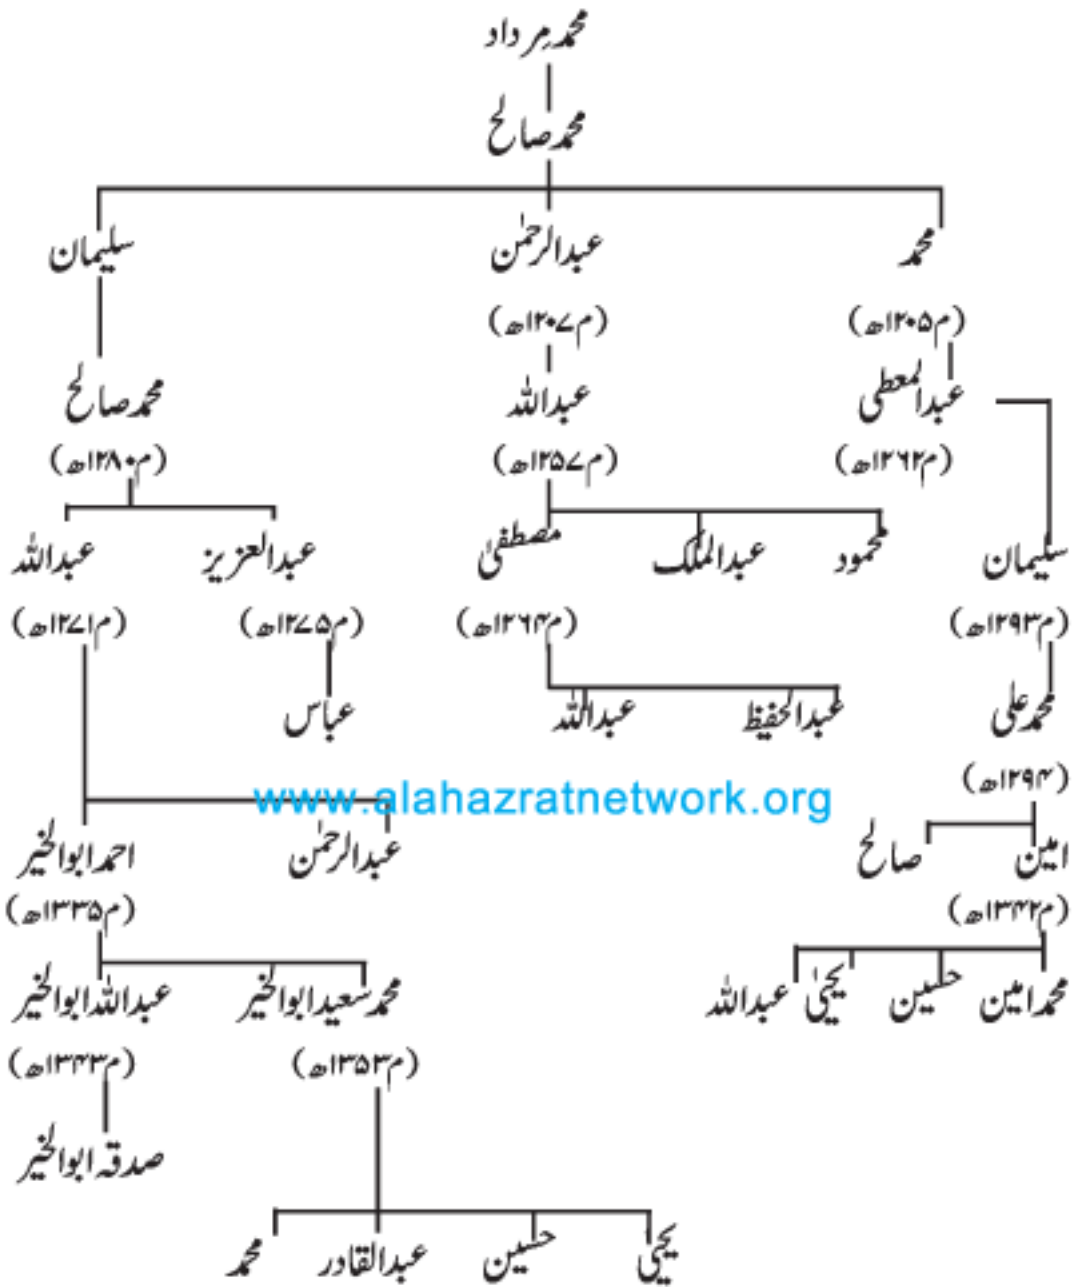 محمد مرداد
محمد صالح
محمد عبدالرحمٰن سلیمان
(م۱۲۰۵ھ) (م۱۲۰۷ھ)
عبدالمعطی عبداللہ محمد صالح
(م۱۲۶۲ھ) (م۱۲۵۷ھ) (م۱۲۸۰ھ)
سلیمان محمود عبدالملک مصطفیٰ عبدالعزیز عبداللہ
(م۱۲۹۳ھ) (م۱۲۶۴ھ) (م۱۲۷۵ھ) (م۱۲۷۱ھ)
محمد علی عبدالحفیظ عبداللہ عباس
(م۱۲۹۴ھ)
www.alahazratnetwork.org
امین صالح عبدالرحمٰن احمد ابوالخیر
(م۱۳۴۲ھ) (م۱۳۳۵ھ)
محمد امین حسین یحیٰی عبداللہ محمد سعید ابوالخیر عبداللہ ابوالخیر
(م۱۳۵۳ھ) (م۱۳۴۳ھ)
صدقہ ابوالخیر
یحیٰی حسین عبدالقادر محمد